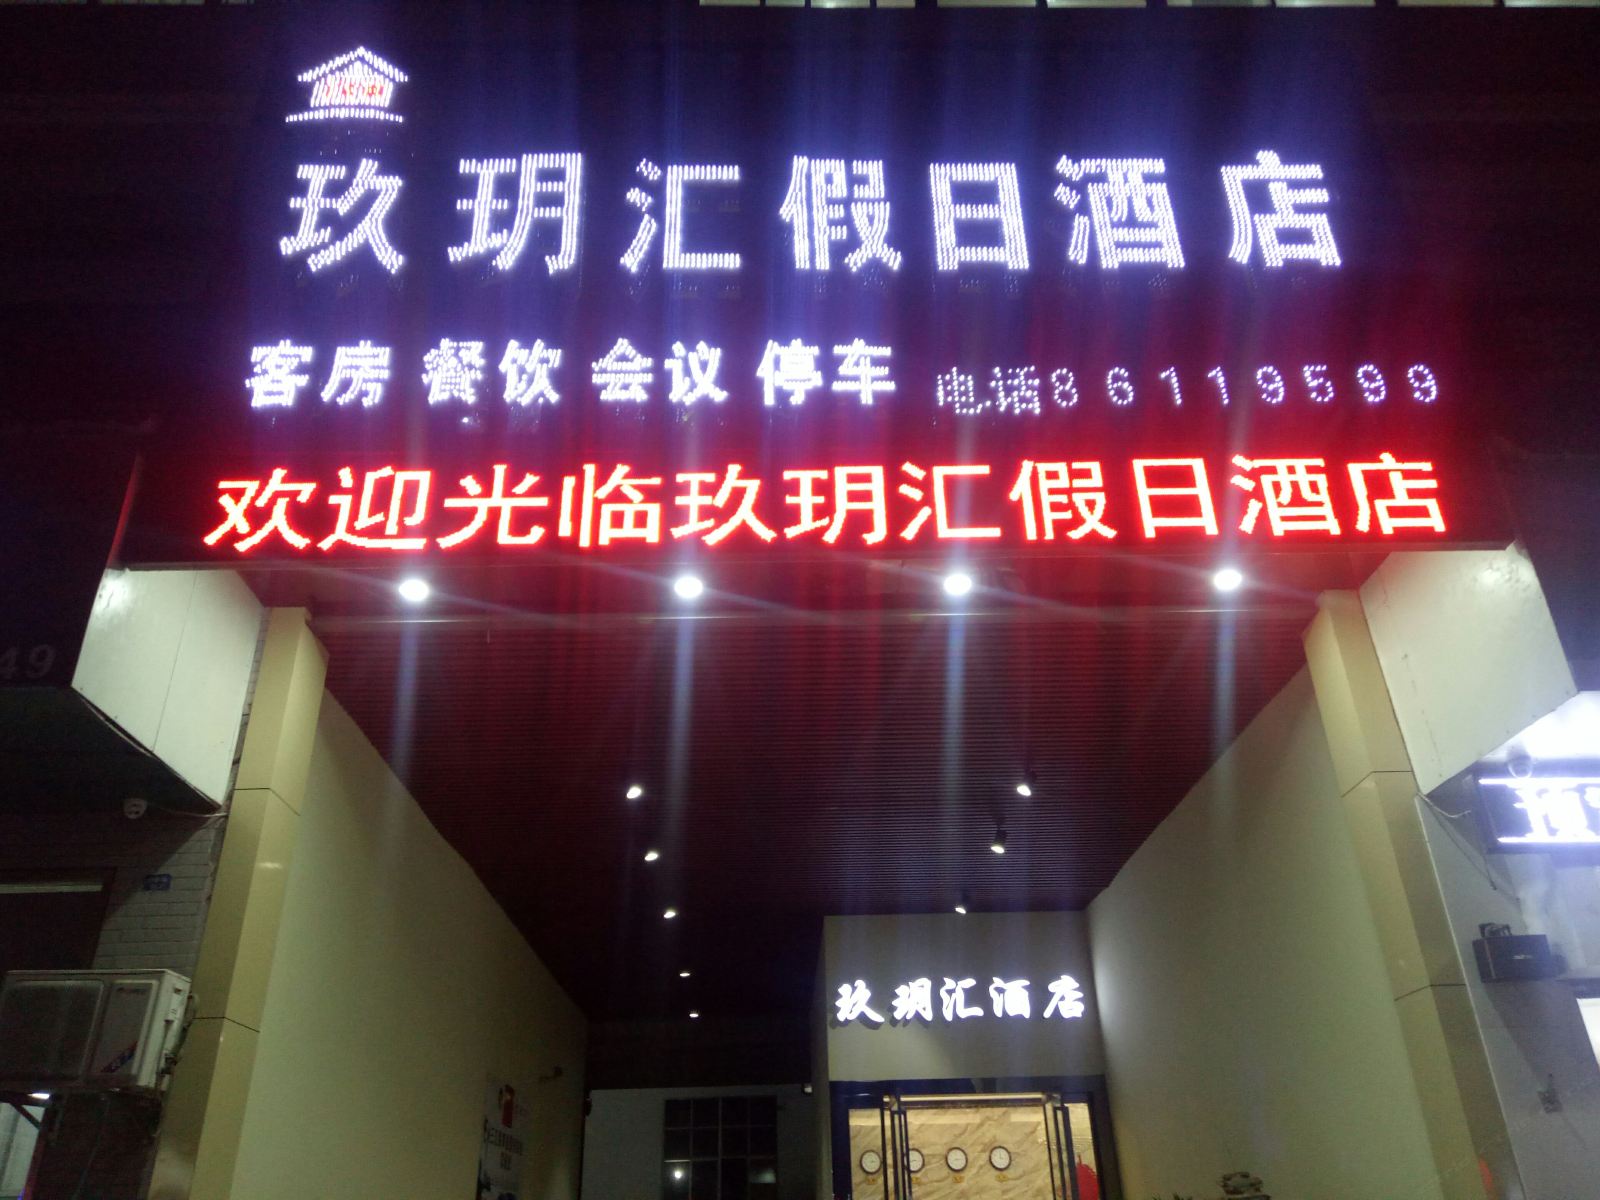 玖玥汇假日酒店
客房 餐饮 会议 停车 电话86119599
欢迎光临玖玥汇假日酒店
49
预
玖玥汇酒店